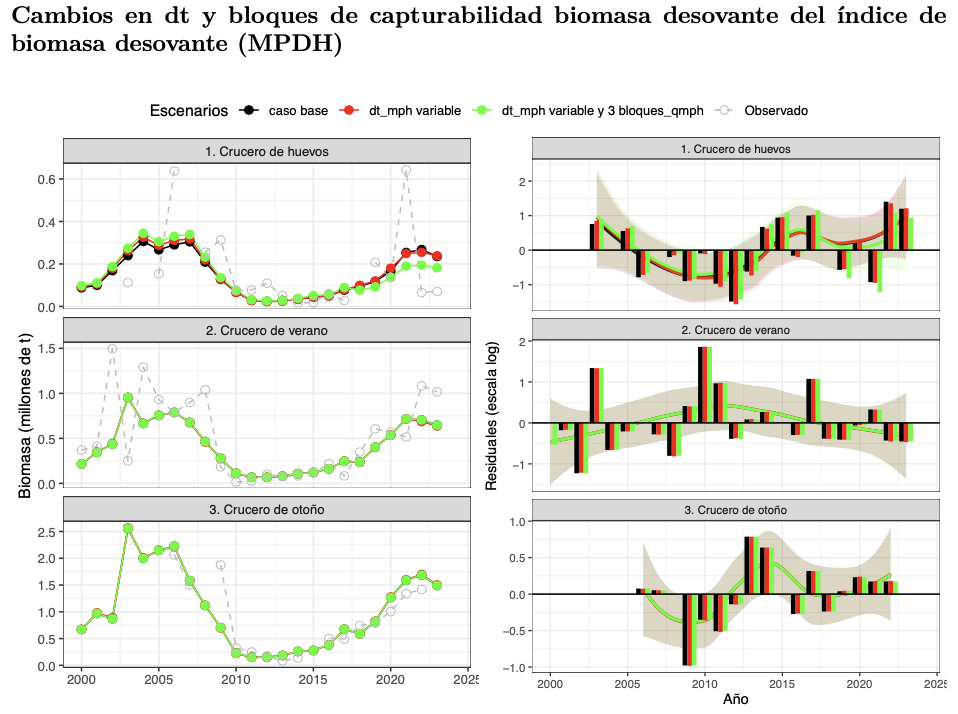 Cambios en dt y bloques de capturabilidad biomasa desovante del índice de
biomasa desovante (MPDH)
Escenarios caso base dt_mph variable dt_mph variable y 3 bloques_qmph Observado
1. Crucero de huevos
0.6
0.4
0.2
0.0
2. Crucero de verano
1.5
1.0
0.5
0.0
3. Crucero de otoño
2.5
2.0
1.5
1.0
0.5
0.0
2000 2005 2010 2015 2020 2025
Biomasa (millones de t)
1. Crucero de huevos
2
1
0
−1
2. Crucero de verano
2
1
0
−1
3. Crucero de otoño
1.0
0.5
0.0
−0.5
−1.0
2000 2005 2010 2015 2020 2025
Residuales (escala log)
Año